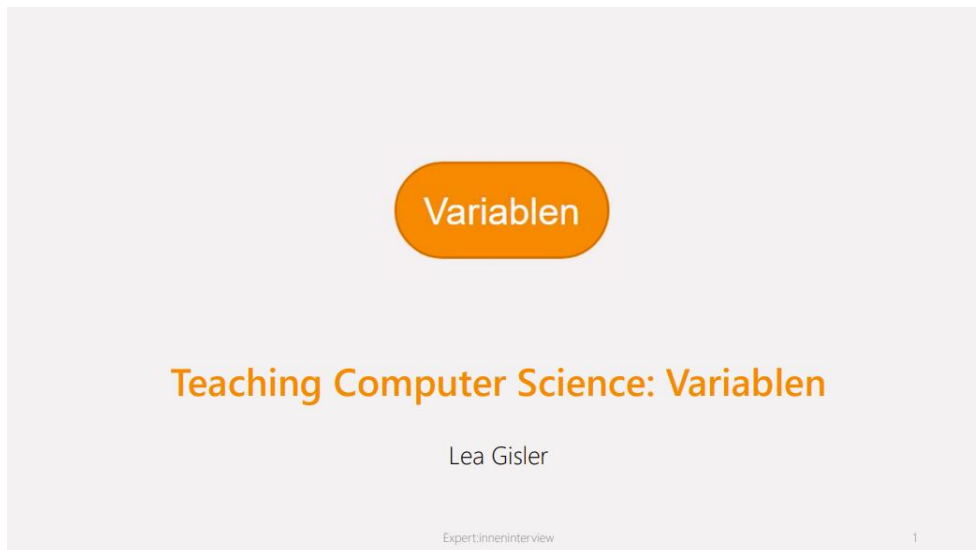 Variablen
Teaching Computer Science: Variablen
Lea Gisler
Expert:inneninterview
1